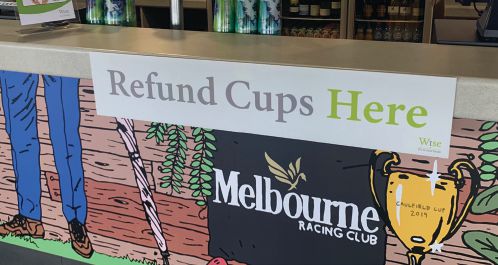 Refund Cups Here
Wise
Melbourne
RACING CLUB
CAULFIELD CUP
2019